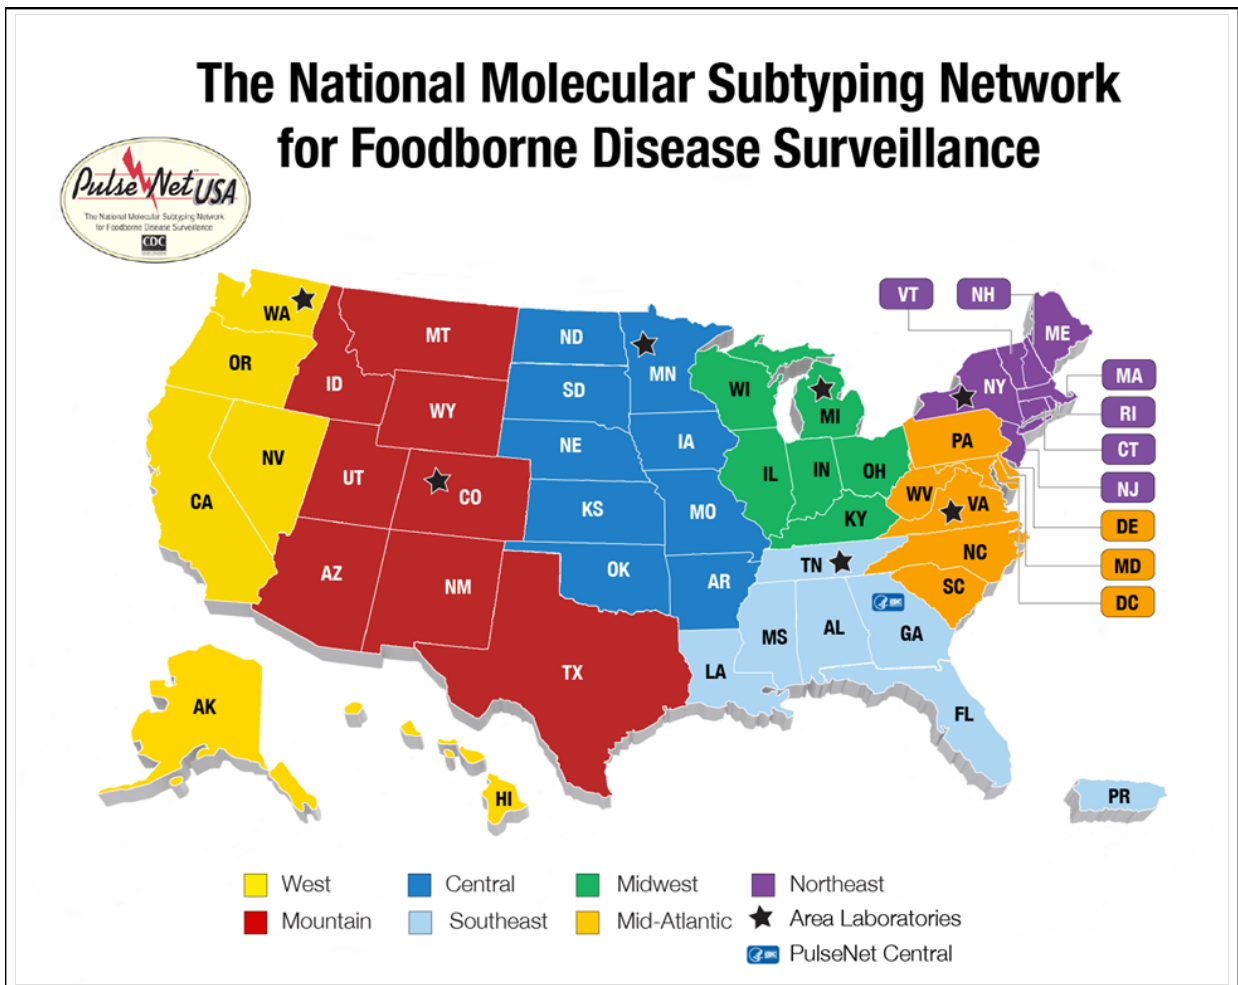 The National Molecular Subtyping Network
for Foodborne Disease Surveillance
PulseNet USA
The National Molecular Subtyping Network
for Foodborne Disease Surveillance
CDC
VT
NH
WA
ME
MT
ND
OR
MN
ID
SD
WI
NY
MA
WY
MI
RI
NE
IA
PA
CT
NV
UT
IL
IN
OH
NJ
CA
CO
KS
MO
KY
WV
VA
DE
AZ
NM
OK
AR
TN
NC
MD
SC
DC
MS
AL
GA
TX
LA
AK
FL
HI
PR
West
Central
Midwest
Northeast
Mountain
Southeast
Mid-Atlantic
Area Laboratories
PulseNet Central